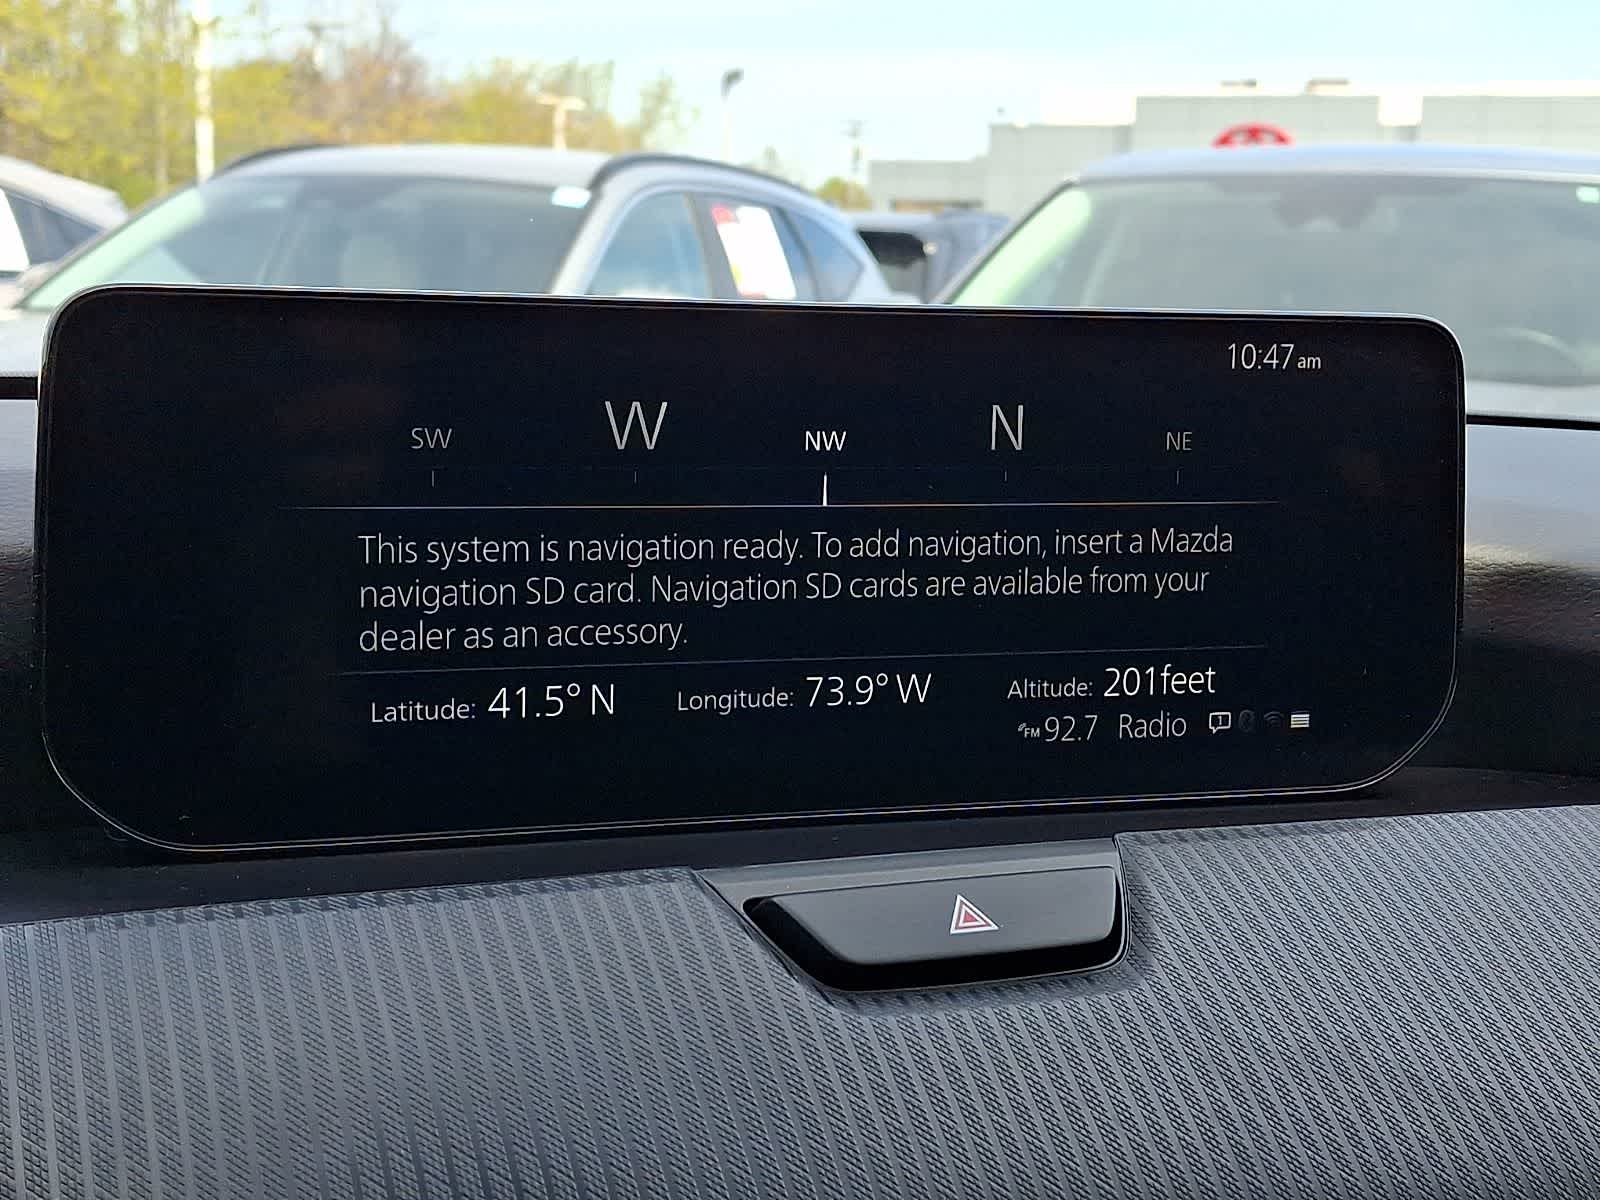 10:47 am
SW W NW N NE
This system is navigation ready. To add navigation, insert a Mazda
navigation SD card. Navigation SD cards are available from your
dealer as an accessory.
Latitude: 41.5° N Longitude: 73.9° W Altitude: 201feet
FM 92.7 Radio 1